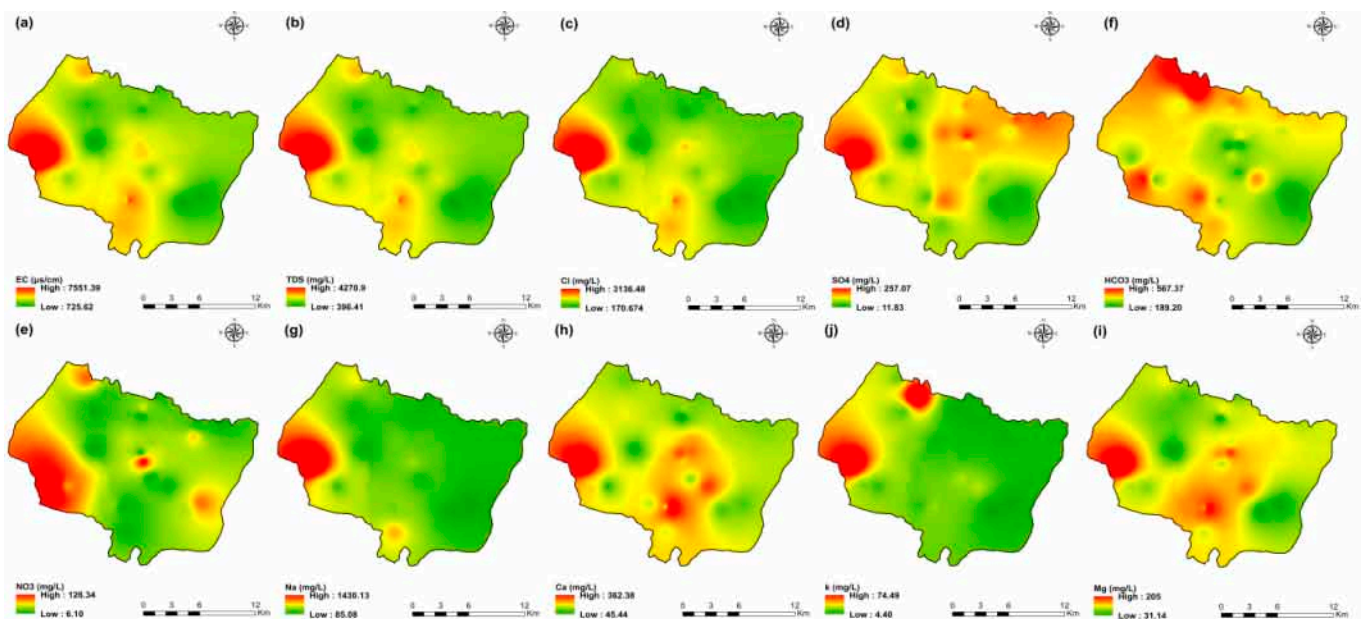 (a) (b) (c) (d) (f)
EC (µs/cm) TDS (mg/L) Cl (mg/L) SO4 (mg/L) HCO3 (mg/L)
High : 7551.39 High : 4270.9 High : 3136.48 High : 257.07 High : 567.37
Low : 725.62 Low : 396.41 Low : 170.674 Low : 11.83 Low : 189.20
0 3 6 12 Km 0 3 6 12 Km 0 3 6 12 Km 0 3 6 12 Km 0 3 6 12 Km
(e) (g) (h) (j) (i)
NO3 (mg/L) Na (mg/L) Ca (mg/L) k (mg/L) Mg (mg/L)
High : 126.34 High : 1436.13 High : 362.38 High : 74.49 High : 205
Low : 6.10 Low : 85.08 Low : 45.44 Low : 4.40 Low : 31.14
0 3 6 12 Km 0 3 6 12 Km 0 3 6 12 Km 0 3 6 12 Km 0 3 6 12 Km